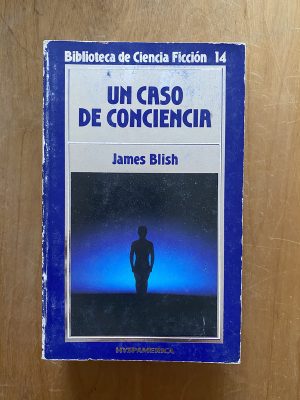 Biblioteca de Ciencia Ficción 14
UN CASO
DE CONCIENCIA
James Blish
HYSPAMERICA